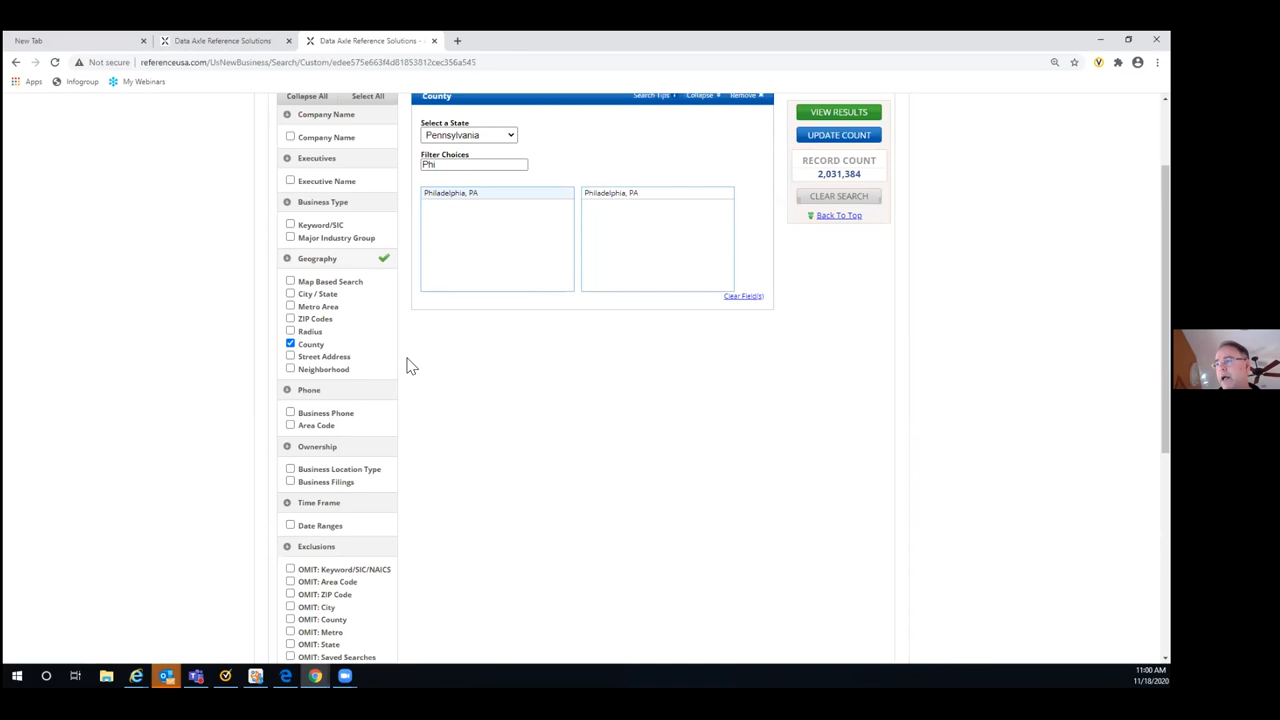 New Tab
Data Axle Reference Solutions
Data Axle Reference Solutions -
Not secure
referenceusa.com/UsNewBusiness/Search/Custom/edee575e663f4d81853812cec356a545
Apps
Infogroup
My Webinars
Collapse All Select All
Company Name
Company Name
Executives
Executive Name
Business Type
Keyword/SIC
Major Industry Group
Geography
Map Based Search
City / State
Metro Area
ZIP Codes
Radius
County
Street Address
Neighborhood
Phone
Business Phone
Area Code
Ownership
Business Location Type
Business Filings
Time Frame
Date Ranges
Exclusions
OMIT: Keyword/SIC/NAICS
OMIT: Area Code
OMIT: ZIP Code
OMIT: City
OMIT: County
OMIT: Metro
OMIT: State
OMIT: Saved Searches
County Search Tips Collapse Remove
Select a State
Pennsylvania
Filter Choices
Phi
Philadelphia, PA
Philadelphia, PA
Clear Field(s)
VIEW RESULTS
UPDATE COUNT
RECORD COUNT
2,031,384
CLEAR SEARCH
Back To Top
11:00 AM
11/18/2020